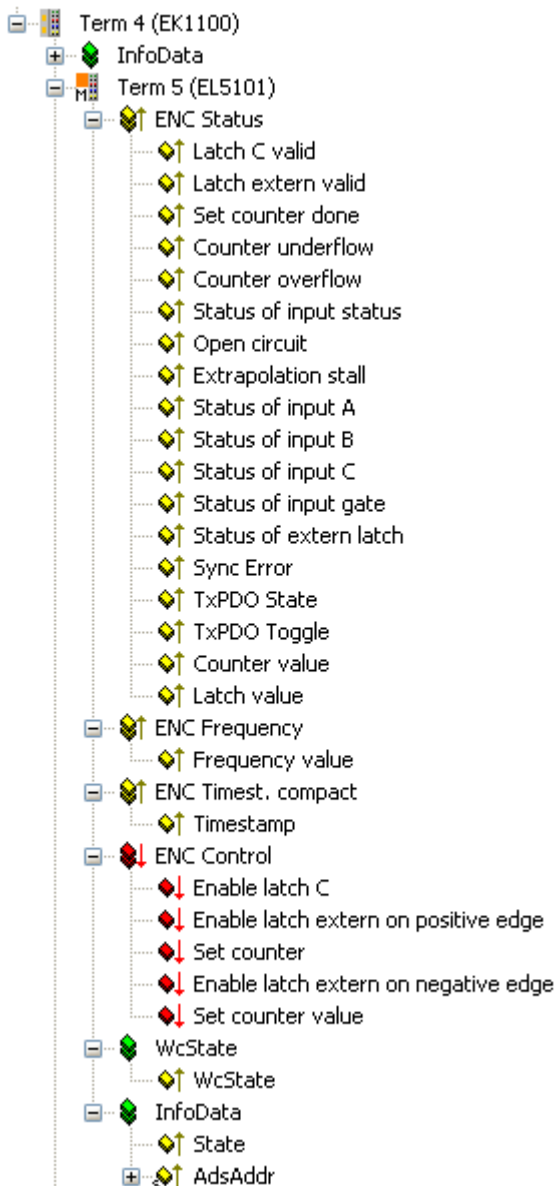 Term 4 (EK1100)
InfoData
M Term 5 (EL5101)
ENC Status
Latch C valid
Latch extern valid
Set counter done
Counter underflow
Counter overflow
Status of input status
Open circuit
Extrapolation stall
Status of input A
Status of input B
Status of input C
Status of input gate
Status of extern latch
Sync Error
TxPDO State
TxPDO Toggle
Counter value
Latch value
ENC Frequency
Frequency value
ENC Timest. compact
Timestamp
ENC Control
Enable latch C
Enable latch extern on positive edge
Set counter
Enable latch extern on negative edge
Set counter value
WcState
WcState
InfoData
State
AdsAddr